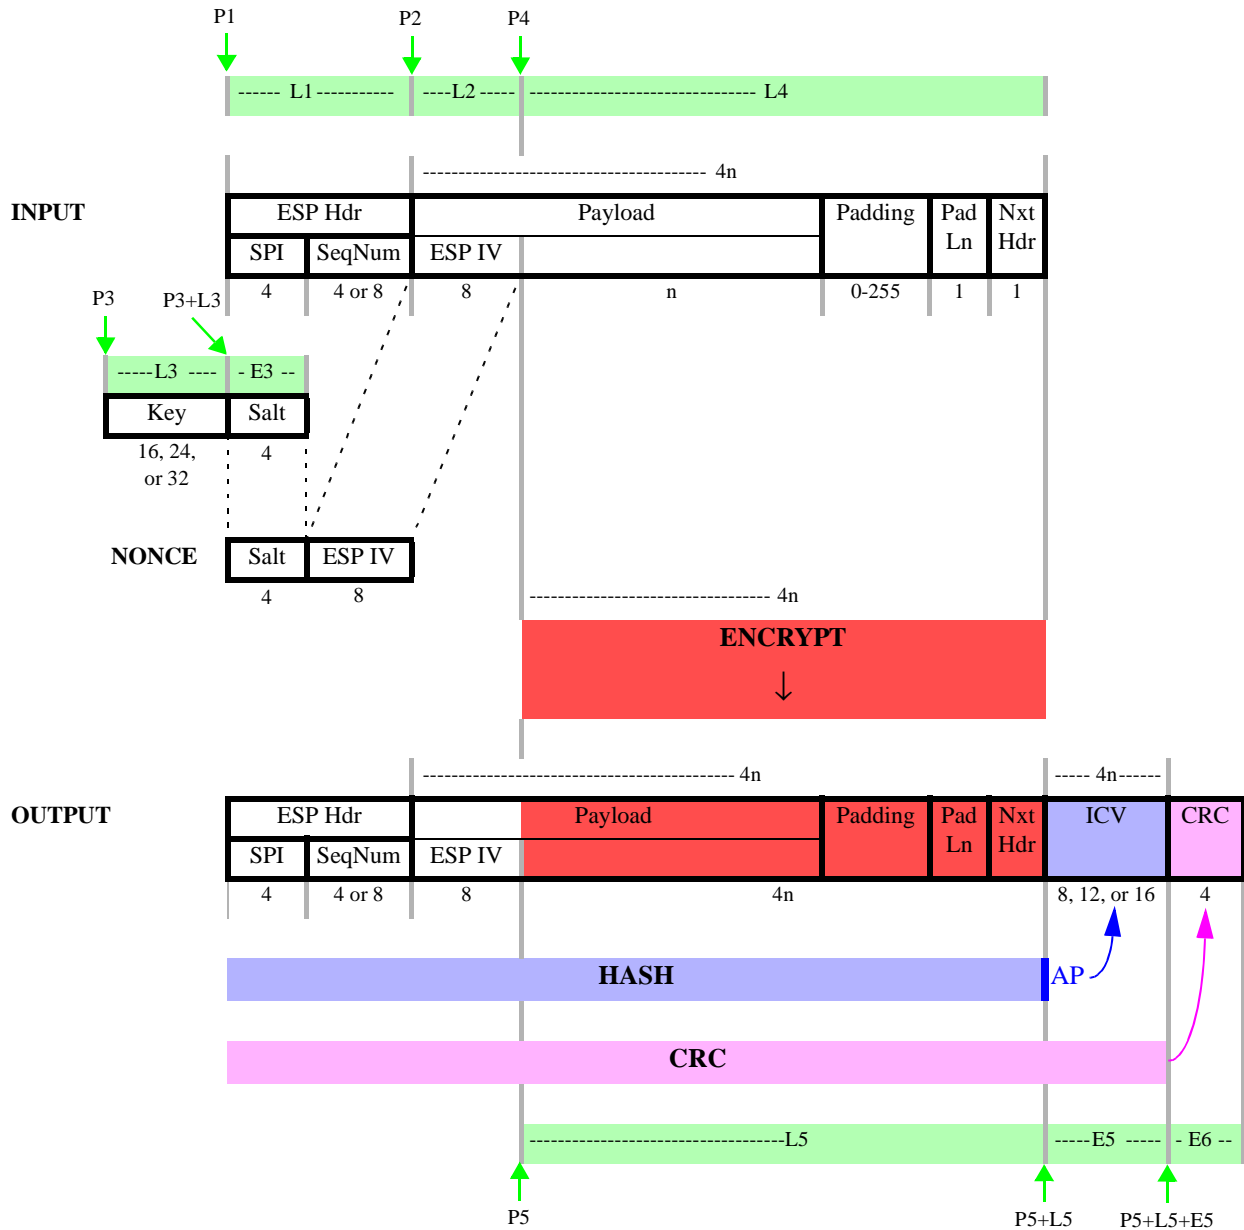 P1 P2 P4
------ L1 ----------- ----L2 ----- -------------------------------- L4
---------------------------------------- 4n
INPUT ESP Hdr Payload Padding Pad Ln Nxt Hdr
SPI SeqNum ESP IV
4 4 or 8 8 n 0-255 1 1
P3 P3+L3
-----L3 ---- - E3 --
Key Salt
16, 24, 4
or 32
NONCE Salt ESP IV
4 8
---------------------------------- 4n
ENCRYPT
↓
-------------------------------------------- 4n ----- 4n------
OUTPUT ESP Hdr Payload Padding Pad Ln Nxt Hdr ICV CRC
SPI SeqNum ESP IV
4 4 or 8 8 4n 8, 12, or 16 4
HASH AP
CRC
------------------------------------L5 -----E5 ----- - E6 --
P5 P5+L5 P5+L5+E5